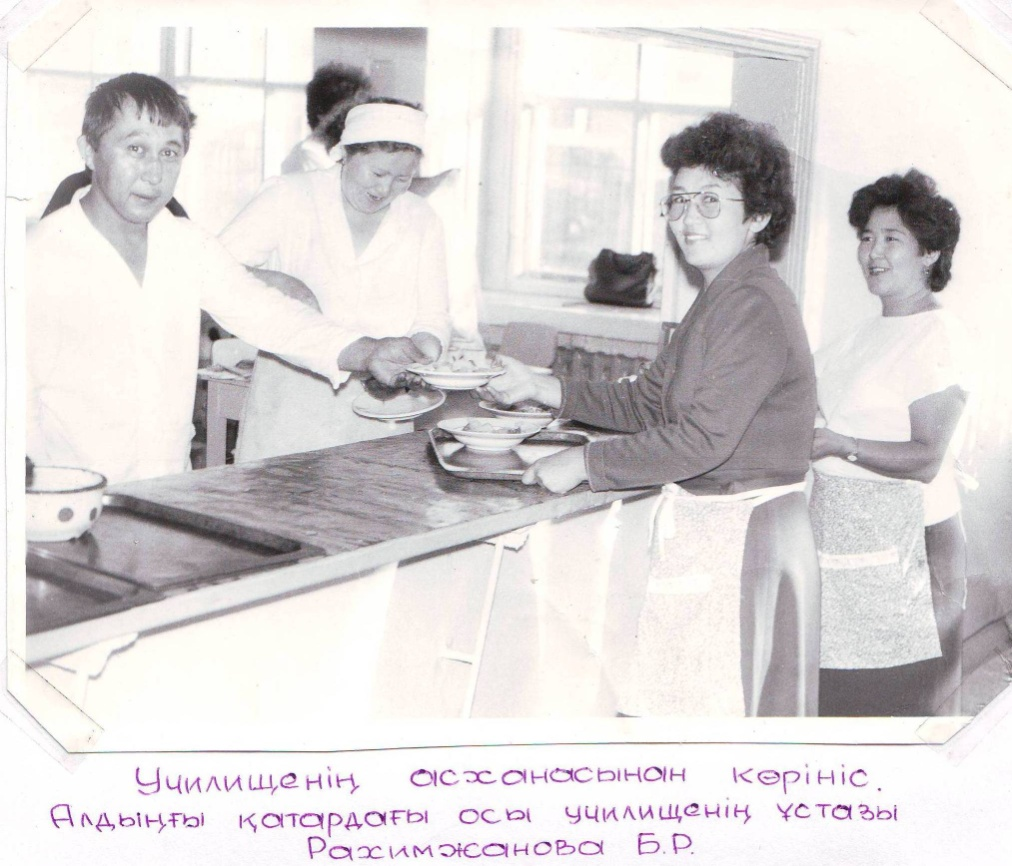 Училищенің асханасынан көрініс.
Алдыңғы қатардағы осы училищенің ұстазы
Рахимжанова Б.Р.